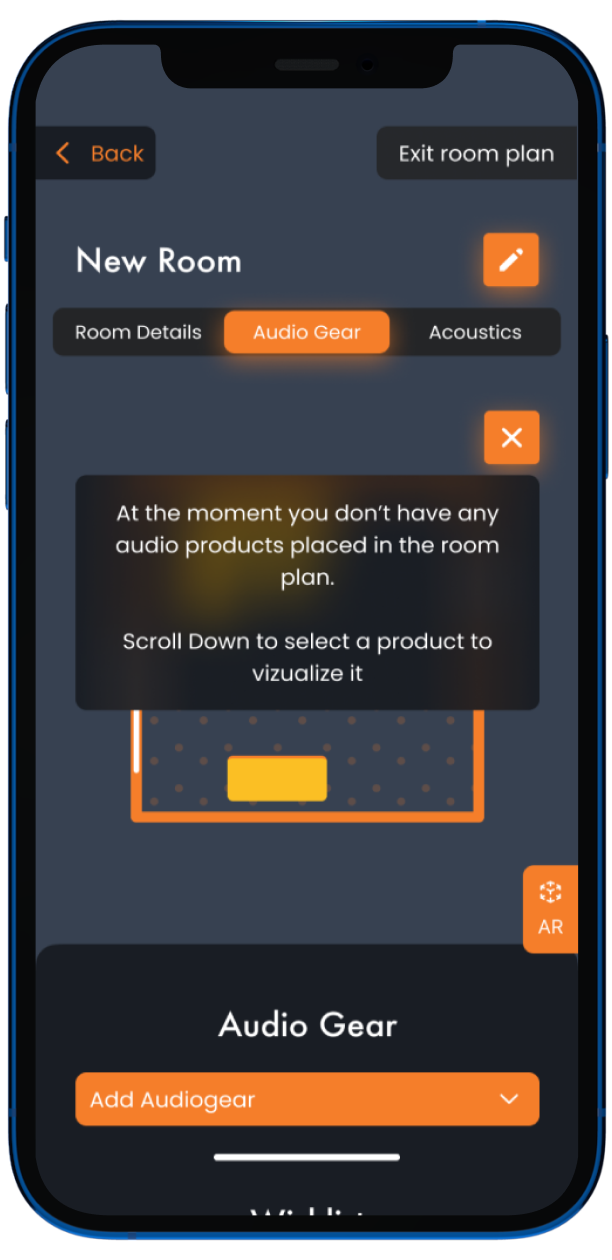 Back
Exit room plan
New Room
Room Details
Audio Gear
Acoustics
At the moment you don't have any
audio products placed in the room
plan.
Scroll Down to select a product to
vizualize it
AR
Audio Gear
Add Audiogear